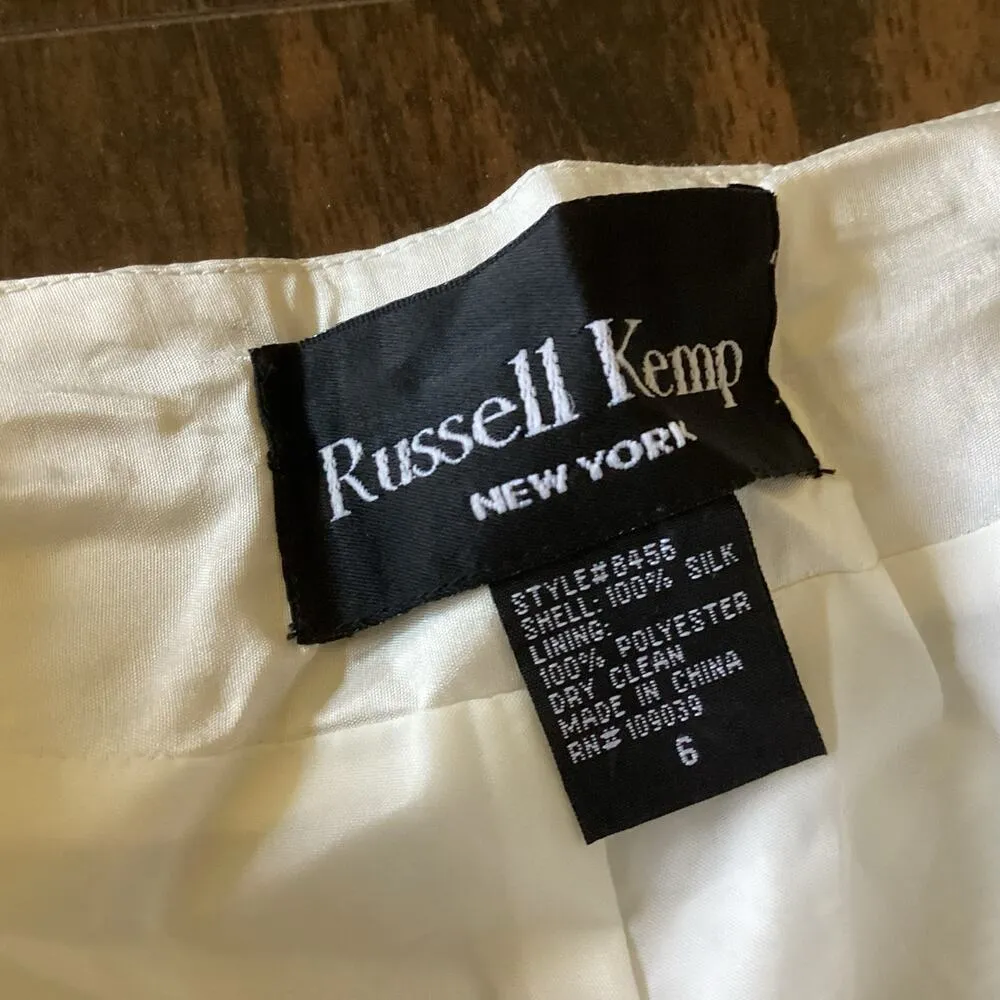 Russell Kemp
NEW YORK
STYLE#8456
SHELL:100% SILK
LINING:
100% POLYESTER
DRY CLEAN
MADE IN CHINA
RN#109039
6